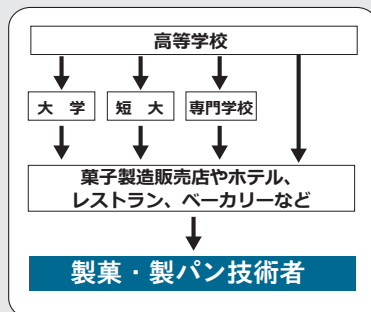 高等学校
大 学
短 大
専門学校
菓子製造販売店やホテル、
レストラン、ベーカリーなど
製菓・製パン技術者